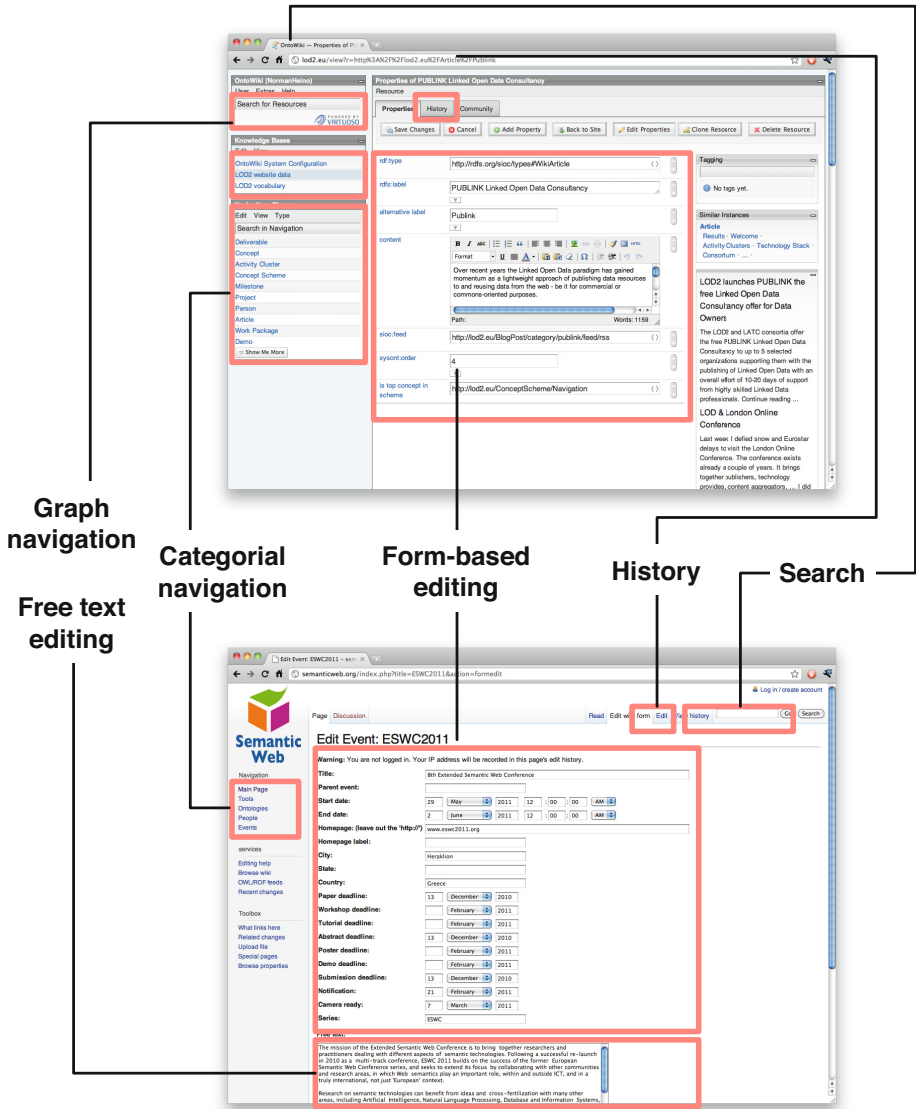 OntoWiki — Properties of PU
lod2.eu/view?r=http%3A%2F%2Flod2.eu%2FArticle%2FPublink
OntoWiki (NormanHeino)
User Extras Help
Search for Resources
POWERED BY
VIRTUOSO
Knowledge Bases
Edit View
OntoWiki System Configuration
LOD2 website data
LOD2 vocabulary
Edit View Type
Search in Navigation
Deliverable
Concept
Activity Cluster
Concept Scheme
Milestone
Project
Person
Article
Work Package
Demo
Show Me More
Properties of PUBLINK Linked Open Data Consultancy
Resource
Properties History Community
Save Changes Cancel Add Property Back to Site Edit Properties Clone Resource Delete Resource
rdf:type http://rdfs.org/sioc/types#WikiArticle
rdfs:label PUBLINK Linked Open Data Consultancy
alternative label Publink
content
B I ABC HTML
Format
Over recent years the Linked Open Data paradigm has gained
momentum as a lightweight approach of publishing data resources
to and reusing data from the web - be it for commercial or
commons-oriented purposes.
Path: Words: 1159
sioc:feed http://lod2.eu/BlogPost/category/publink/feed/rss
sysont:order 4
is top concept in
scheme
http://lod2.eu/ConceptScheme/Navigation
Tagging
No tags yet.
Similar Instances
Article
Results · Welcome ·
Activity Clusters · Technology Stack ·
Consortium · ... ·
LOD2 launches PUBLINK the
free Linked Open Data
Consultancy offer for Data
Owners
The LOD2 and LATC consortia offer
the free PUBLINK Linked Open Data
Consultancy to up to 5 selected
organizations supporting them with the
publishing of Linked Open Data with an
overall effort of 10-20 days of support
from highly skilled Linked Data
professionals. Continue reading ...
LOD & London Online
Conference
Last week I defied snow and Eurostar
delays to visit the London Online
Conference. The conference exists
already a couple of years. It brings
together publishers, technology
provides, content aggregators, ... I did
Graph
navigation
Categorial
navigation
Form-based
editing
History
Search
Free text
editing
Edit Event: ESWC2011 – sem
semanticweb.org/index.php?title=ESWC2011&action=formedit
Log in / create account
Page Discussion
Read Edit with form Edit View history Go Search
Semantic
Web
Navigation
Main Page
Tools
Ontologies
People
Events
services
Editing help
Browse wiki
OWL/RDF feeds
Recent changes
Toolbox
What links here
Related changes
Upload file
Special pages
Browse properties
Edit Event: ESWC2011
Warning: You are not logged in. Your IP address will be recorded in this page's edit history.
Title: 8th Extended Semantic Web Conference
Parent event:
Start date: 29 May 2011 12 : 00 : 00 AM
End date: 2 June 2011 12 : 00 : 00 AM
Homepage: (leave out the 'http://') www.eswc2011.org
Homepage label:
City: Heraklion
State:
Country: Greece
Paper deadline: 13 December 2010
Workshop deadline: February 2011
Tutorial deadline: February 2011
Abstract deadline: 13 December 2010
Poster deadline: February 2011
Demo deadline: February 2011
Submission deadline: 13 December 2010
Notification: 21 February 2011
Camera ready: 7 March 2011
Series: ESWC
Free text:
The mission of the Extended Semantic Web Conference is to bring together researchers and
practitioners dealing with different aspects of semantic technologies. Following a successful re-launch
in 2010 as a multi-track conference, ESWC 2011 builds on the success of the former European
Semantic Web Conference series, and seeks to extend its focus by collaborating with other communities
and research areas, in which Web semantics play an important role, within and outside ICT, and in a
truly international, not just 'European' context.
Research on semantic technologies can benefit from ideas and cross-fertilization with many other
areas, including Artificial Intelligence, Natural Language Processing, Database and Information Systems,